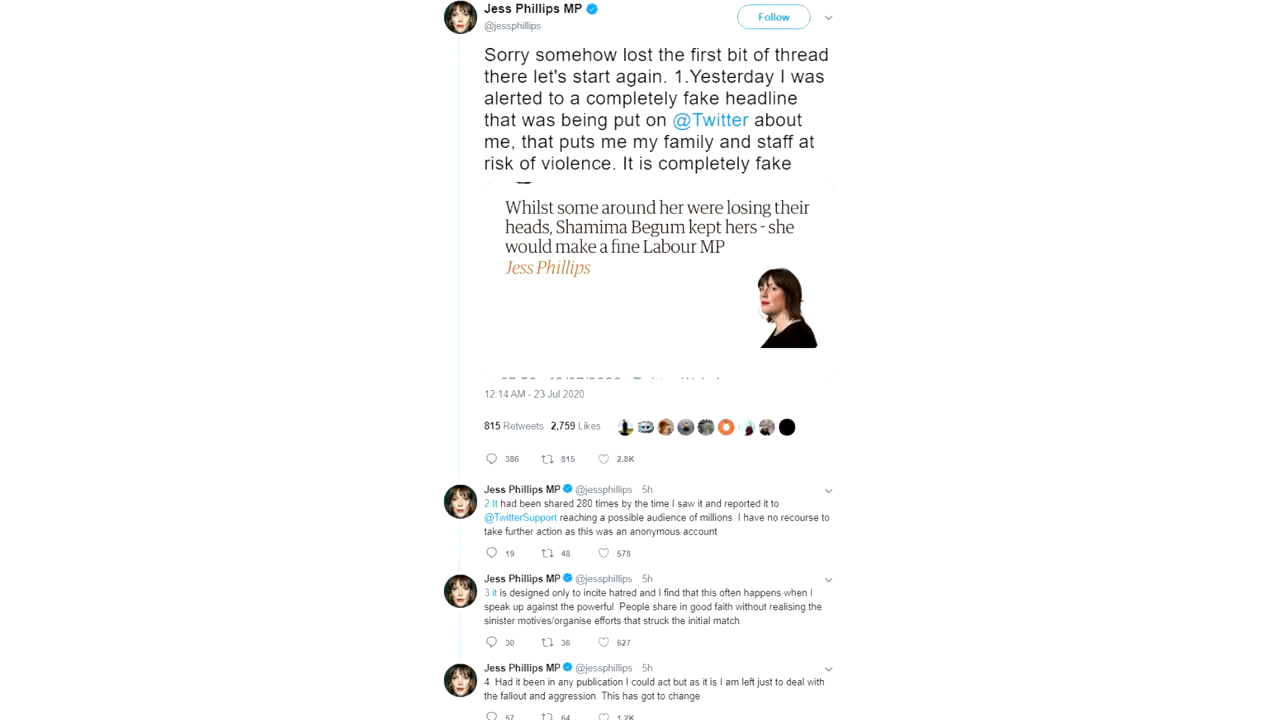 Jess Phillips MP
Follow
@jessphillips
Sorry somehow lost the first bit of thread
there let's start again. 1.Yesterday I was
alerted to a completely fake headline
that was being put on @Twitter about
me, that puts me my family and staff at
risk of violence. It is completely fake
Whilst some around her were losing their
heads, Shamima Begum kept hers - she
would make a fine Labour MP
Jess Phillips
12:14 AM - 23 Jul 2020
815 Retweets 2,759 Likes
386 815 2.8K
Jess Phillips MP @jessphillips 5h
2 It had been shared 280 times by the time I saw it and reported it to
@TwitterSupport reaching a possible audience of millions. I have no recourse to
take further action as this was an anonymous account
19 48 578
Jess Phillips MP @jessphillips 5h
3 it is designed only to incite hatred and I find that this often happens when I
speak up against the powerful. People share in good faith without realising the
sinister motives/organise efforts that struck the initial match.
30 36 627
Jess Phillips MP @jessphillips 5h
4. Had it been in any publication I could act but as it is I am left just to deal with
the fallout and aggression. This has got to change
57 64 1.2K